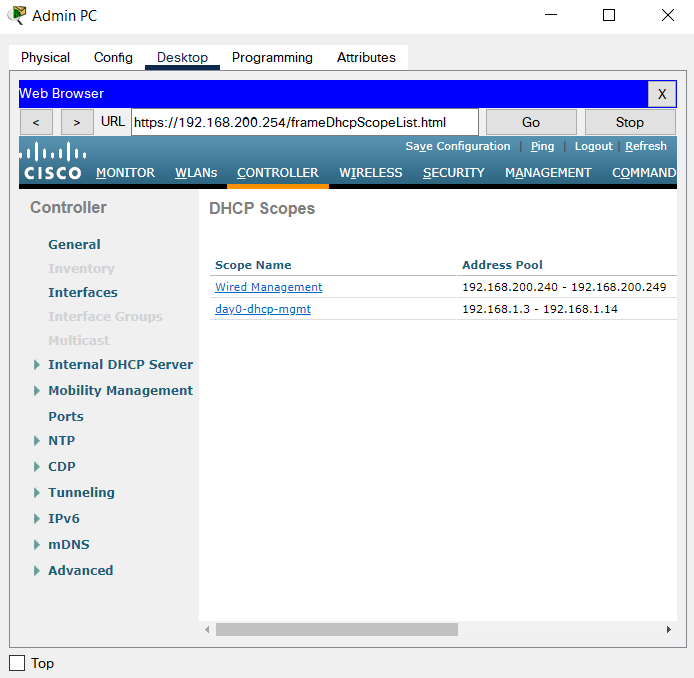 Admin PC
Physical Config Desktop Programming Attributes
Web Browser X
< > URL https://192.168.200.254/frameDhcpScopeList.html Go Stop
Save Configuration | Ping | Logout | Refresh
CISCO MONITOR WLANs CONTROLLER WIRELESS SECURITY MANAGEMENT COMMAND
Controller
General
Inventory
Interfaces
Interface Groups
Multicast
Internal DHCP Server
Mobility Management
Ports
NTP
CDP
Tunneling
IPv6
mDNS
Advanced
DHCP Scopes
Scope Name Address Pool
Wired Management 192.168.200.240 - 192.168.200.249
day0-dhcp-mgmt 192.168.1.3 - 192.168.1.14
Top